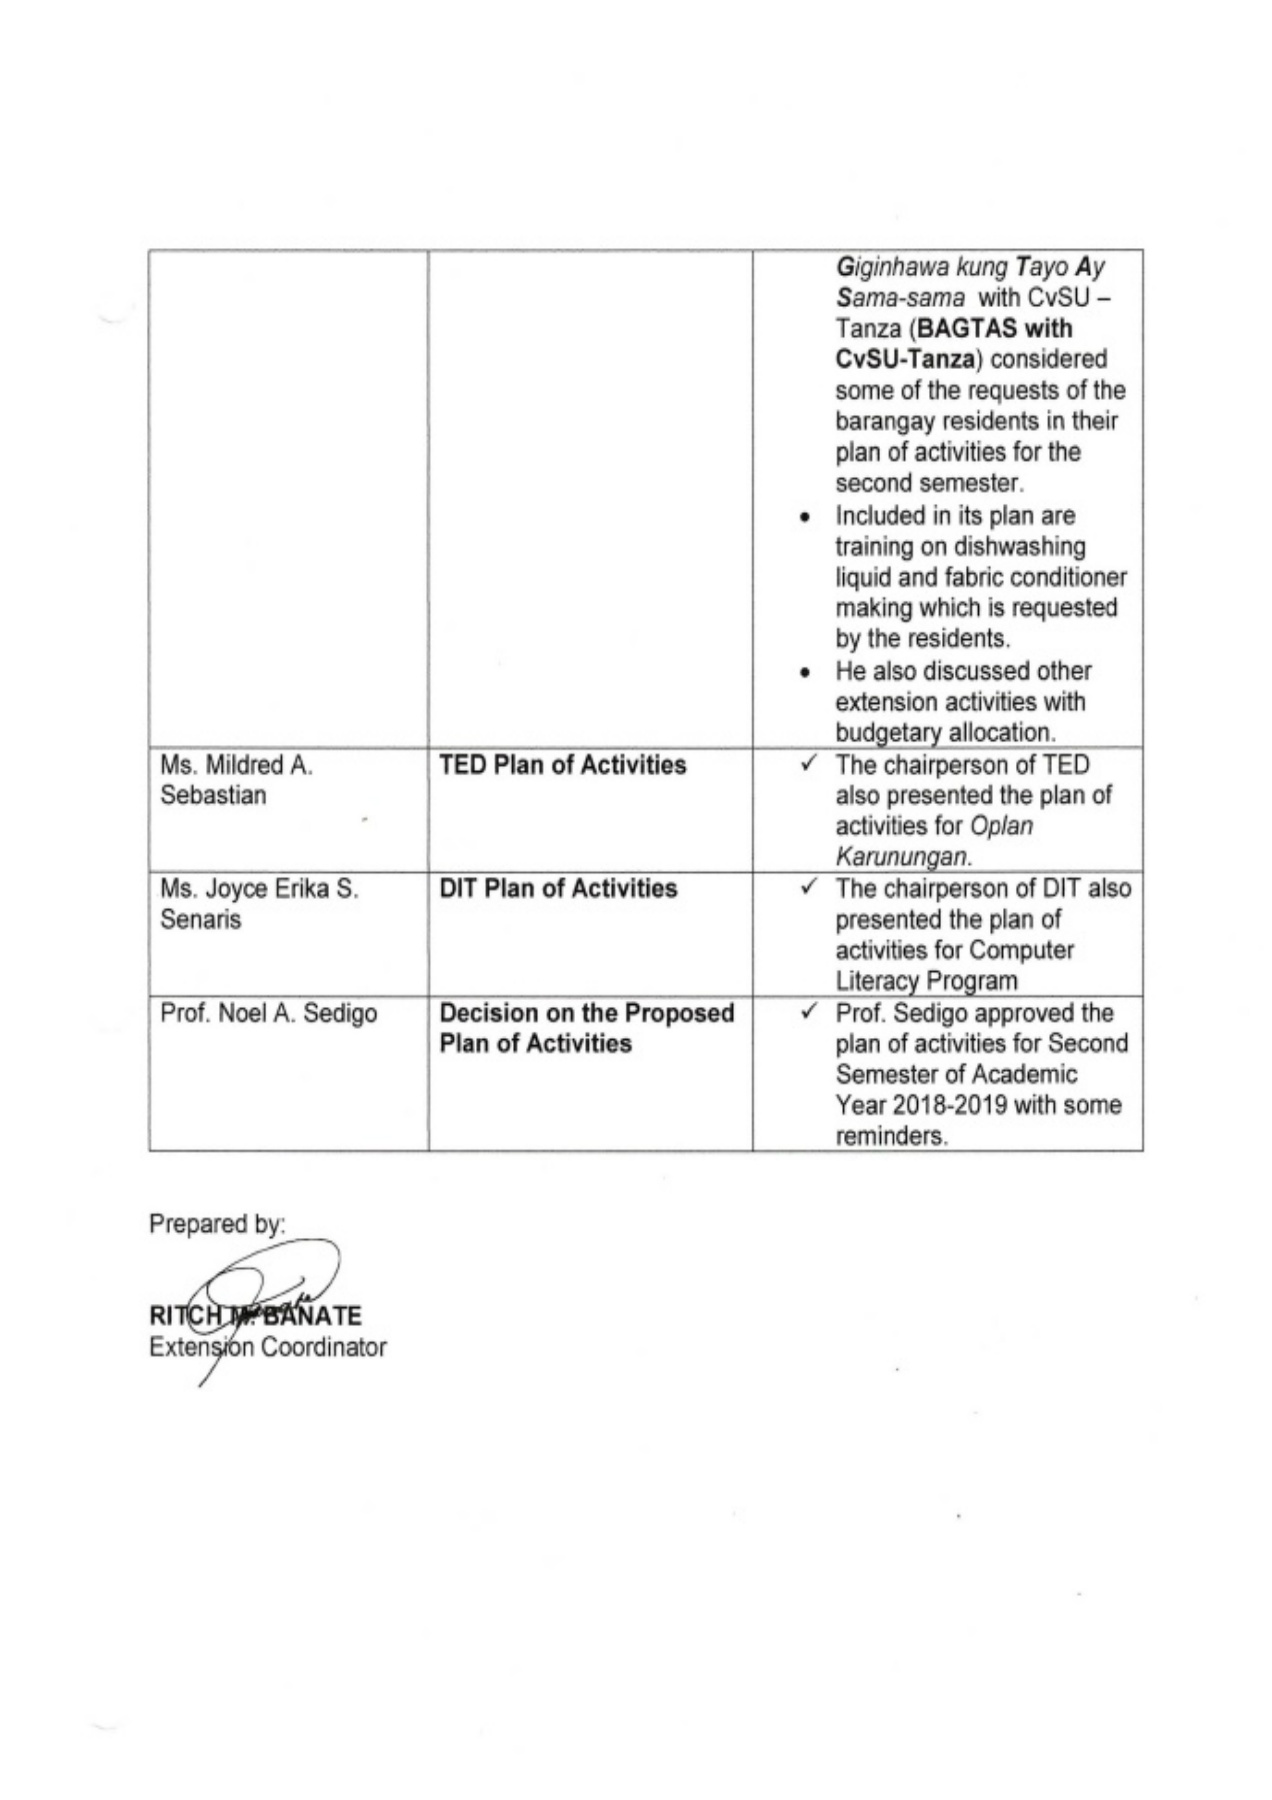 Giginhawa kung Tayo Ay
Sama-sama with CvSU –
Tanza (BAGTAS with
CvSU-Tanza) considered
some of the requests of the
barangay residents in their
plan of activities for the
second semester.
• Included in its plan are
training on dishwashing
liquid and fabric conditioner
making which is requested
by the residents.
• He also discussed other
extension activities with
budgetary allocation.
Ms. Mildred A.
Sebastian
TED Plan of Activities
✓ The chairperson of TED
also presented the plan of
activities for Oplan
Karunungan.
Ms. Joyce Erika S.
Senaris
DIT Plan of Activities
✓ The chairperson of DIT also
presented the plan of
activities for Computer
Literacy Program
Prof. Noel A. Sedigo
Decision on the Proposed
Plan of Activities
✓ Prof. Sedigo approved the
plan of activities for Second
Semester of Academic
Year 2018-2019 with some
reminders.
Prepared by:
RITCH M. BANATE
Extension Coordinator